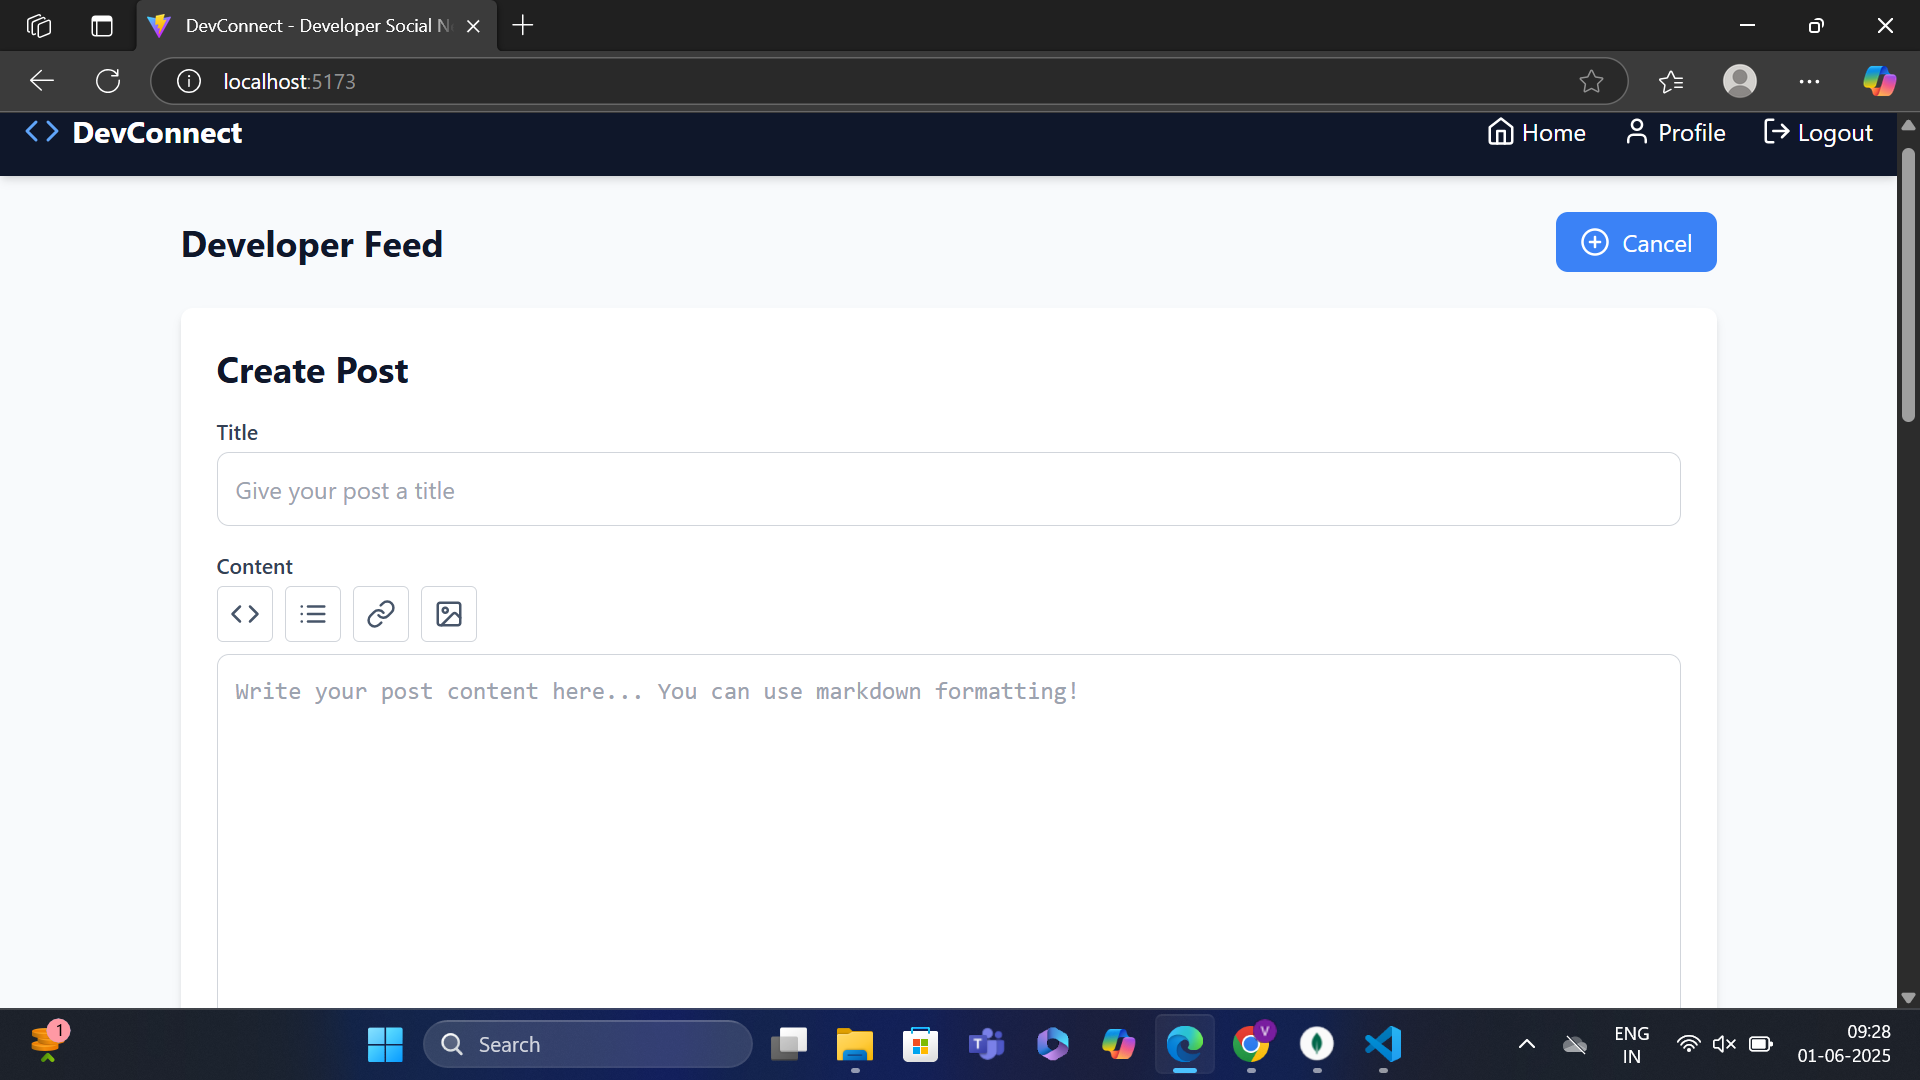 DevConnect - Developer Social N
localhost:5173
DevConnect
Home
Profile
Logout
Developer Feed
Cancel
Create Post
Title
Give your post a title
Content
Write your post content here... You can use markdown formatting!
1
Search
T
V
ENG
IN
09:28
01-06-2025